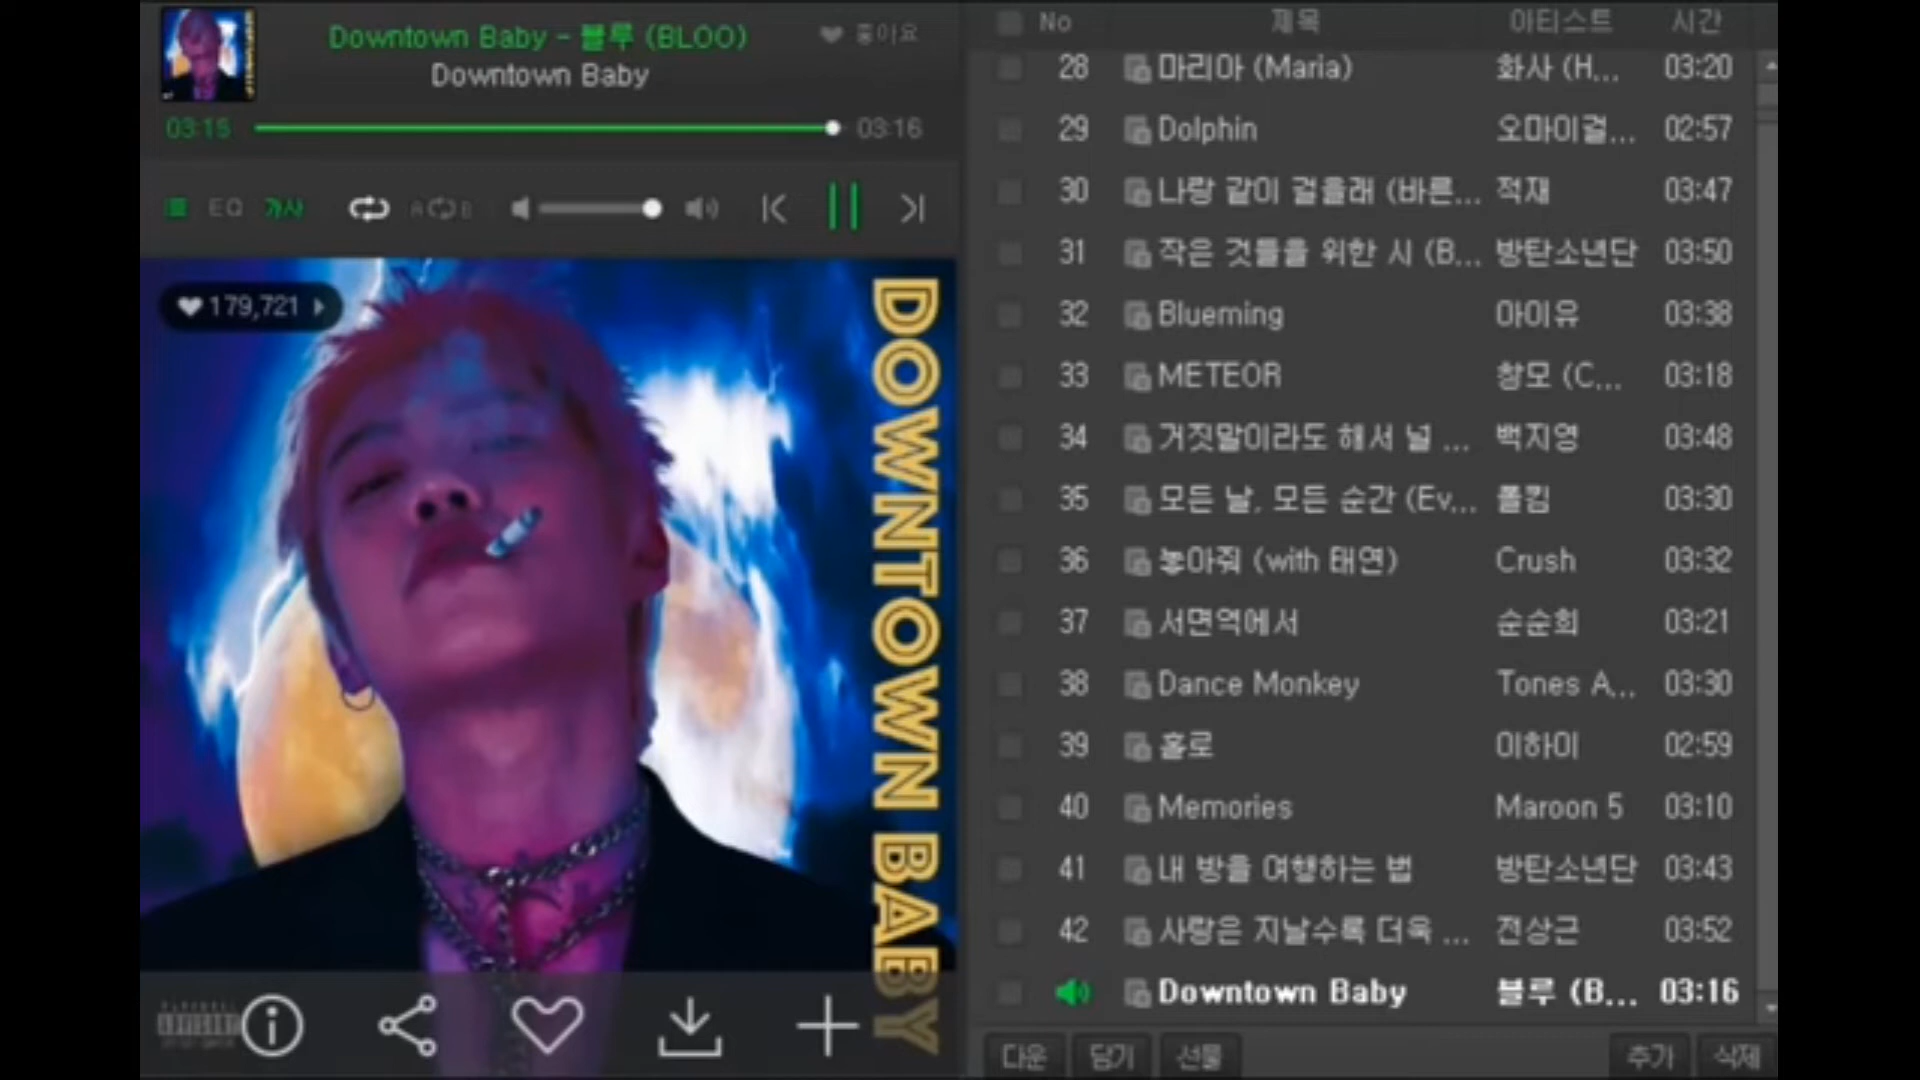 Downtown Baby - 블루 (BLOO)
♥ 좋아요
Downtown Baby
03:15 03:16
EQ 가사 A B
♥ 179,721
DOWNTOWN BABY
ADVISORY
No 제목 아티스트 시간
28 마리아 (Maria) 화사 (H... 03:20
29 Dolphin 오마이걸... 02:57
30 나랑 같이 걸을래 (바른... 적재 03:47
31 작은 것들을 위한 시 (B... 방탄소년단 03:50
32 Blueming 아이유 03:38
33 METEOR 창모 (C... 03:18
34 거짓말이라도 해서 널 ... 백지영 03:48
35 모든 날, 모든 순간 (Ev... 폴킴 03:30
36 놓아줘 (with 태연) Crush 03:32
37 서면역에서 순순희 03:21
38 Dance Monkey Tones A... 03:30
39 홀로 이하이 02:59
40 Memories Maroon 5 03:10
41 내 방을 여행하는 법 방탄소년단 03:43
42 사랑은 지날수록 더욱 ... 전상근 03:52
Downtown Baby 블루 (B... 03:16
다운 담기 선물 추가 삭제